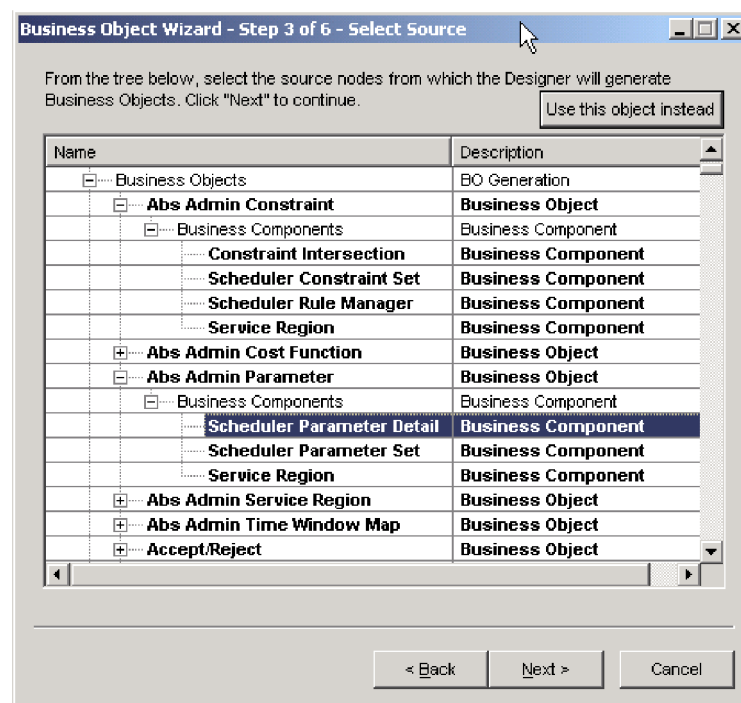 Business Object Wizard - Step 3 of 6 - Select Source
From the tree below, select the source nodes from which the Designer will generate
Business Objects. Click "Next" to continue.
Use this object instead
Name Description
Business Objects BO Generation
Abs Admin Constraint Business Object
Business Components Business Component
Constraint Intersection Business Component
Scheduler Constraint Set Business Component
Scheduler Rule Manager Business Component
Service Region Business Component
Abs Admin Cost Function Business Object
Abs Admin Parameter Business Object
Business Components Business Component
Scheduler Parameter Detail Business Component
Scheduler Parameter Set Business Component
Service Region Business Component
Abs Admin Service Region Business Object
Abs Admin Time Window Map Business Object
Accept/Reject Business Object
< Back Next > Cancel